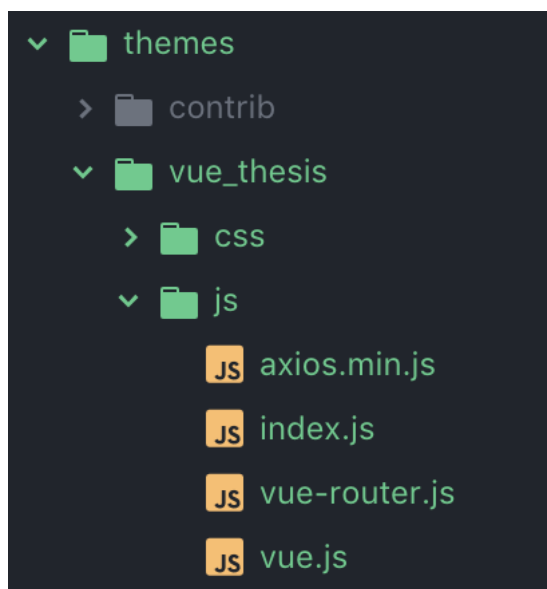 themes
contrib
vue_thesis
css
js
JS axios.min.js
JS index.js
JS vue-router.js
JS vue.js